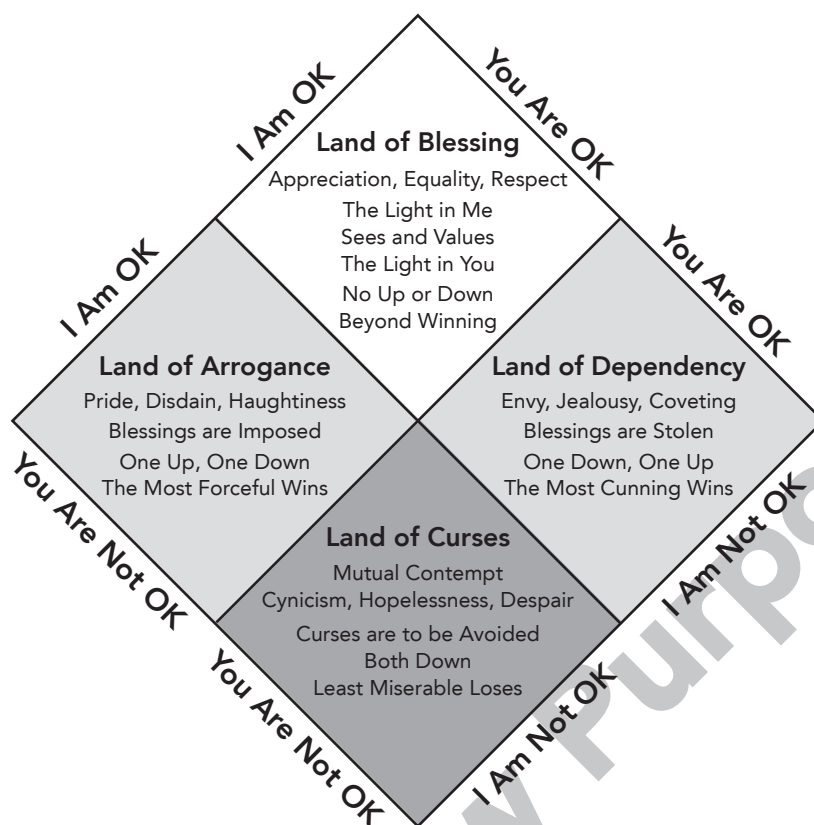 I Am OK
You Are OK
Land of Blessing
Appreciation, Equality, Respect
The Light in Me
Sees and Values
The Light in You
No Up or Down
Beyond Winning
I Am OK
You Are OK
Land of Arrogance
Pride, Disdain, Haughtiness
Blessings are Imposed
One Up, One Down
The Most Forceful Wins
Land of Dependency
Envy, Jealousy, Coveting
Blessings are Stolen
One Down, One Up
The Most Cunning Wins
You Are Not OK
I Am Not OK
Land of Curses
Mutual Contempt
Cynicism, Hopelessness, Despair
Curses are to be Avoided
Both Down
Least Miserable Loses
You Are Not OK
I Am Not OK